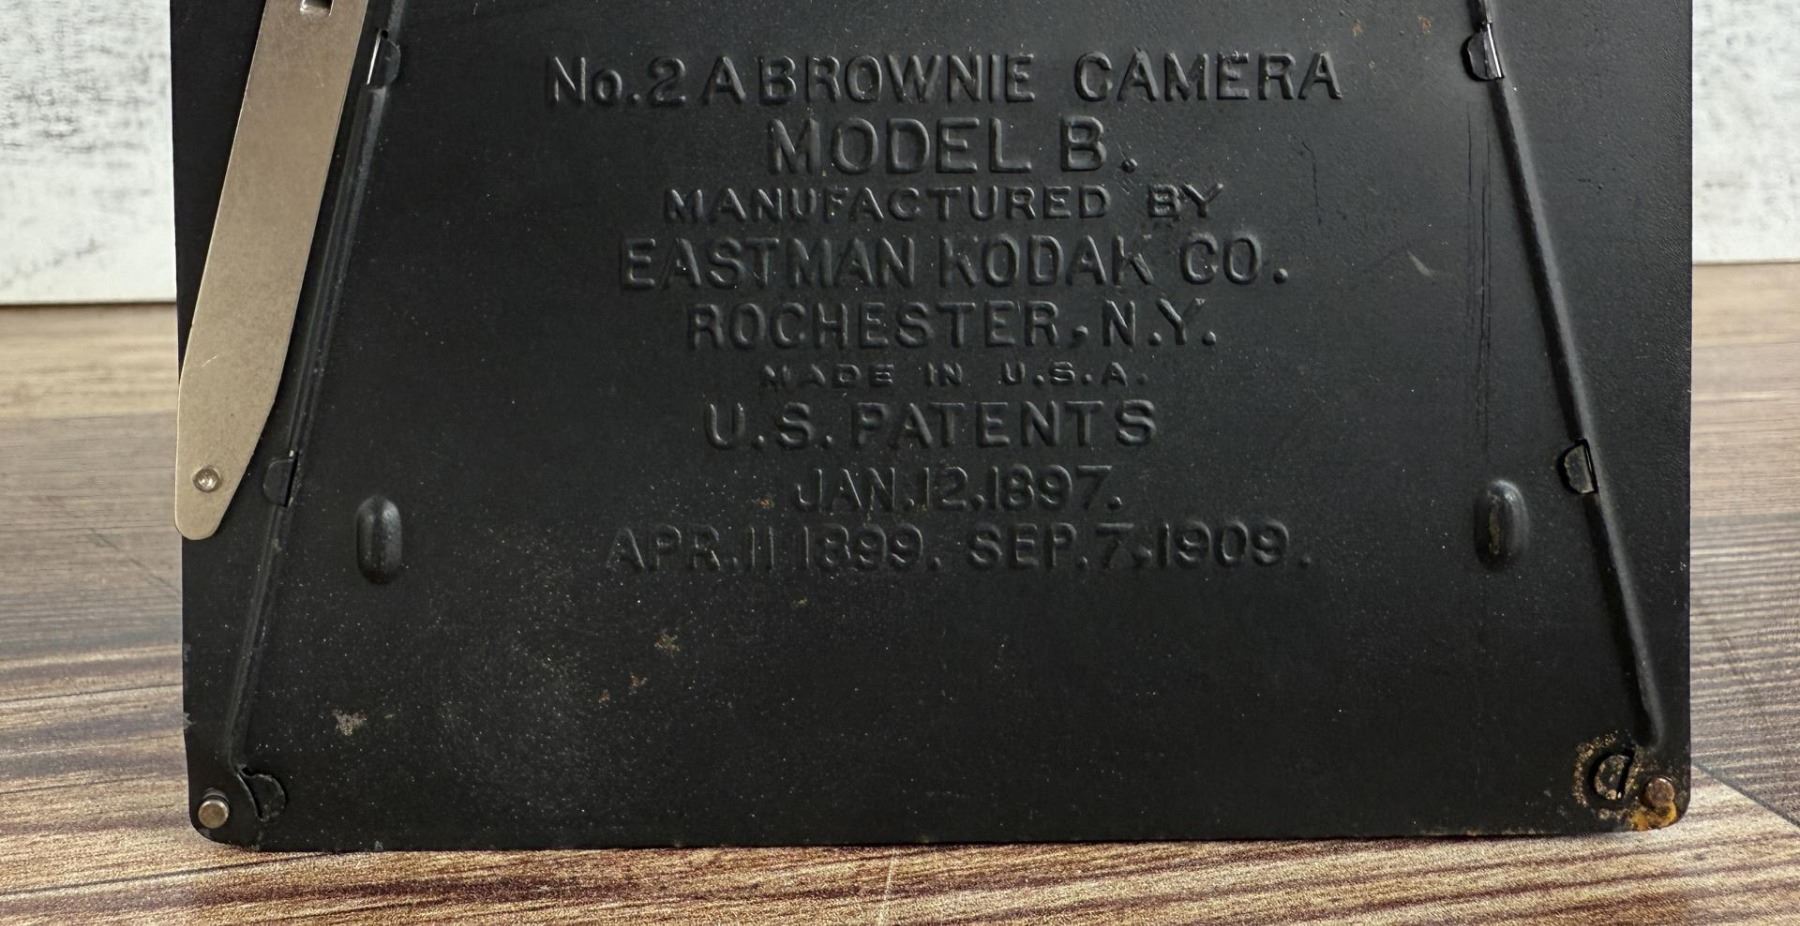 No. 2 A BROWNIE CAMERA
MODEL B.
MANUFACTURED BY
EASTMAN KODAK CO.
ROCHESTER, N.Y.
MADE IN U.S.A.
U.S. PATENTS
JAN. 12, 1897.
APR. 11 1899. SEP. 7, 1909.